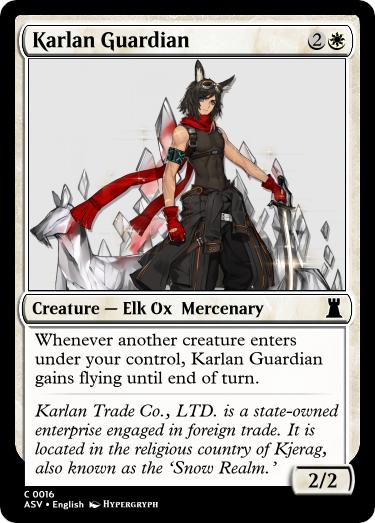 Karlan Guardian 2
Creature — Elk Ox Mercenary
Whenever another creature enters
under your control, Karlan Guardian
gains flying until end of turn.
Karlan Trade Co., LTD. is a state-owned
enterprise engaged in foreign trade. It is
located in the religious country of Kjerag,
also known as the ‘Snow Realm.’
2/2
C 0016
ASV • English HYPERGRYPH